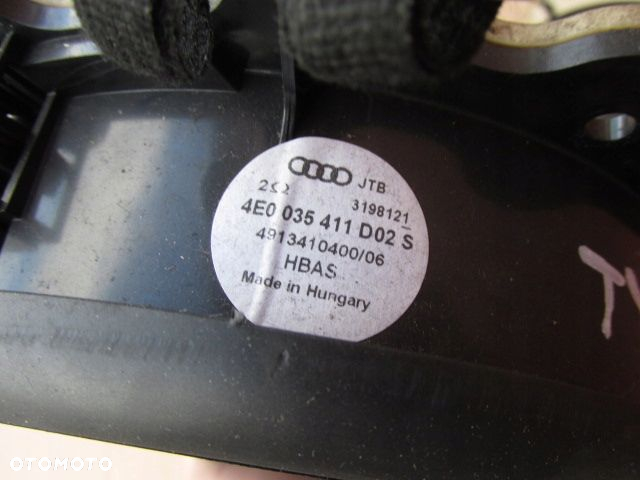 JTB
2Ω 3198121
4E0 035 411 D02 S
4913410400/06
HBAS
Made in Hungary
OTOMOTO